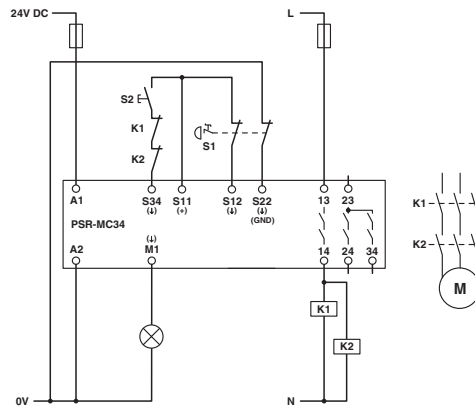 24V DC
L
S2
K1
S1
K2
A1 S34 S11 S12 S22 13 23
(↓) (+) (↓) (↓)
(GND)
PSR-MC34
(↓)
A2 M1 14 24 34
K1
K2
0V N
K1
K2
M